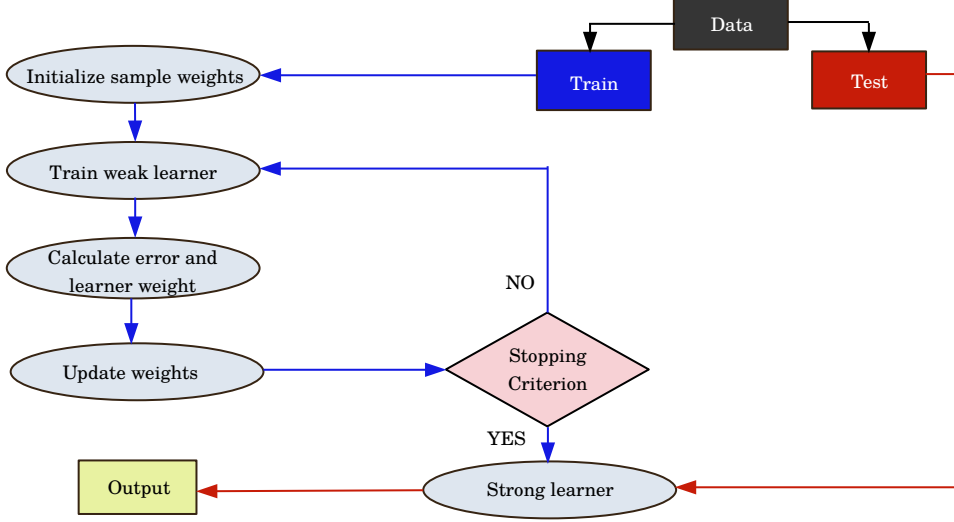 Data
Train
Test
Initialize sample weights
Train weak learner
Calculate error and
learner weight
NO
Update weights
Stopping
Criterion
YES
Output
Strong learner